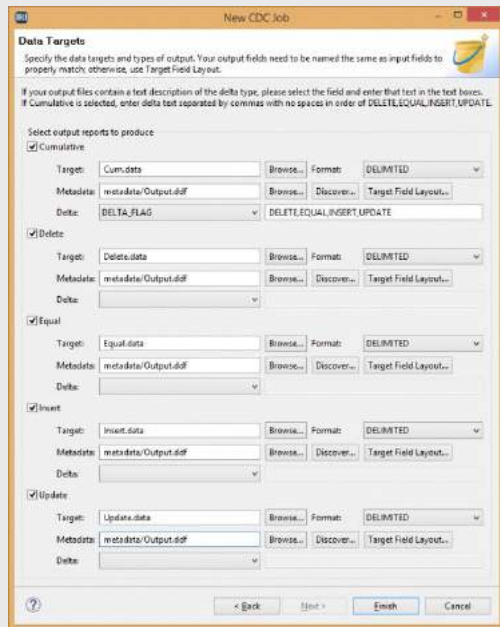 New CDC Job
Data Targets
Specify the data targets and types of output. Your output fields need to be named the same as input fields to
properly match; otherwise, use Target Field Layout.
If your output files contain a text description of the delta type, please select the field and enter that text in the text boxes.
If Cumulative is selected, enter delta text separated by commas with no spaces in order of DELETE,EQUAL,INSERT,UPDATE.
Select output reports to produce
Cumulative
Target: Cum.data Browse... Format: DELIMITED
Metadata: metadata/Output.ddf Browse... Discover... Target Field Layout...
Delta: DELTA_FLAG DELETE,EQUAL,INSERT,UPDATE
Delete
Target: Delete.data Browse... Format: DELIMITED
Metadata: metadata/Output.ddf Browse... Discover... Target Field Layout...
Delta:
Equal
Target: Equal.data Browse... Format: DELIMITED
Metadata: metadata/Output.ddf Browse... Discover... Target Field Layout...
Delta:
Insert
Target: Insert.data Browse... Format: DELIMITED
Metadata: metadata/Output.ddf Browse... Discover... Target Field Layout...
Delta:
Update
Target: Update.data Browse... Format: DELIMITED
Metadata: metadata/Output.ddf Browse... Discover... Target Field Layout...
Delta:
? < Back Next > Finish Cancel